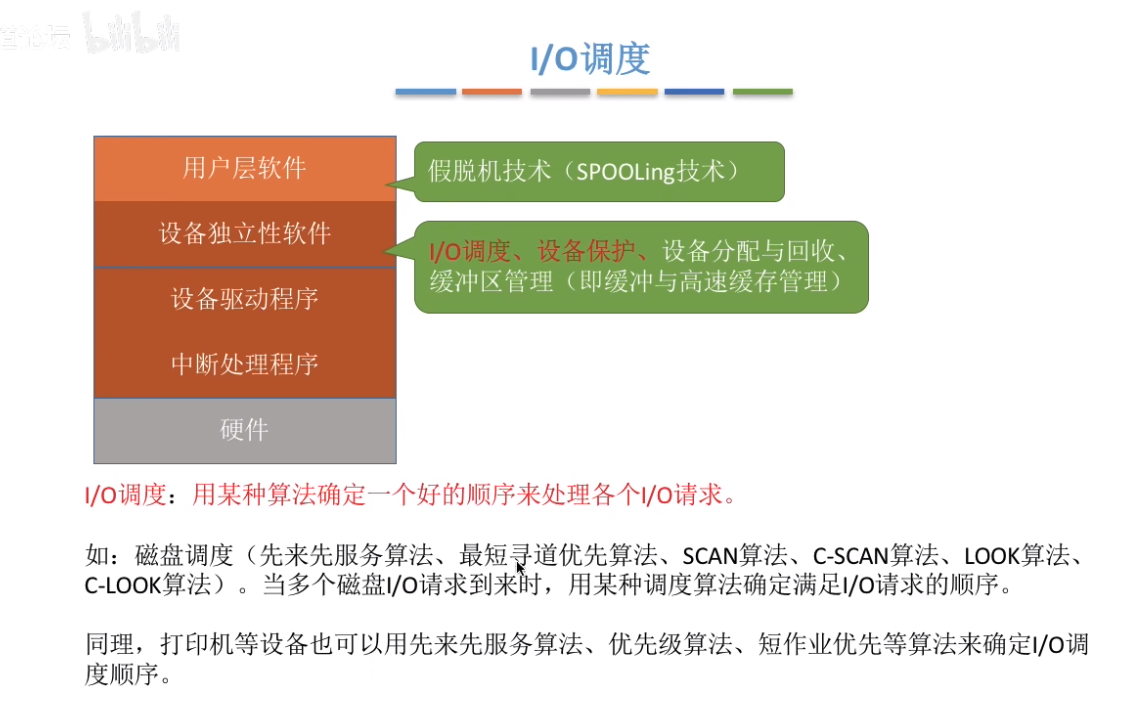 bilibili
I/O调度
用户层软件
假脱机技术（SPOOLing技术）
设备独立性软件
I/O调度、设备保护、设备分配与回收、
缓冲区管理（即缓冲与高速缓存管理）
设备驱动程序
中断处理程序
硬件
I/O调度：用某种算法确定一个好的顺序来处理各个I/O请求。
如：磁盘调度（先来先服务算法、最短寻道优先算法、SCAN算法、C-SCAN算法、LOOK算法、
C-LOOK算法）。当多个磁盘I/O请求到来时，用某种调度算法确定满足I/O请求的顺序。
同理，打印机等设备也可以用先来先服务算法、优先级算法、短作业优先等算法来确定I/O调
度顺序。